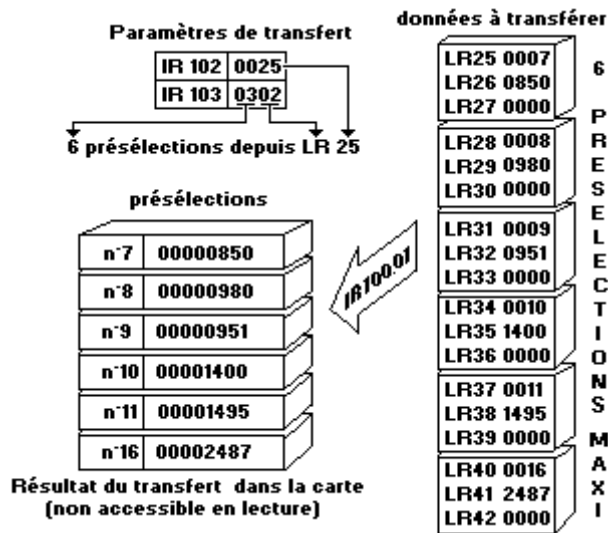 Paramètres de transfert
IR 102 0025
IR 103 0302
6 présélections depuis LR 25
présélections
n°7 00000850
n°8 00000980
n°9 00000951
n°10 00001400
n°11 00001495
n°16 00002487
Résultat du transfert dans la carte
(non accessible en lecture)
IR100.01
données à transférer
LR25 0007
LR26 0850
LR27 0000
LR28 0008
LR29 0980
LR30 0000
LR31 0009
LR32 0951
LR33 0000
LR34 0010
LR35 1400
LR36 0000
LR37 0011
LR38 1495
LR39 0000
LR40 0016
LR41 2487
LR42 0000
6 PRESELECTIONS MAXI